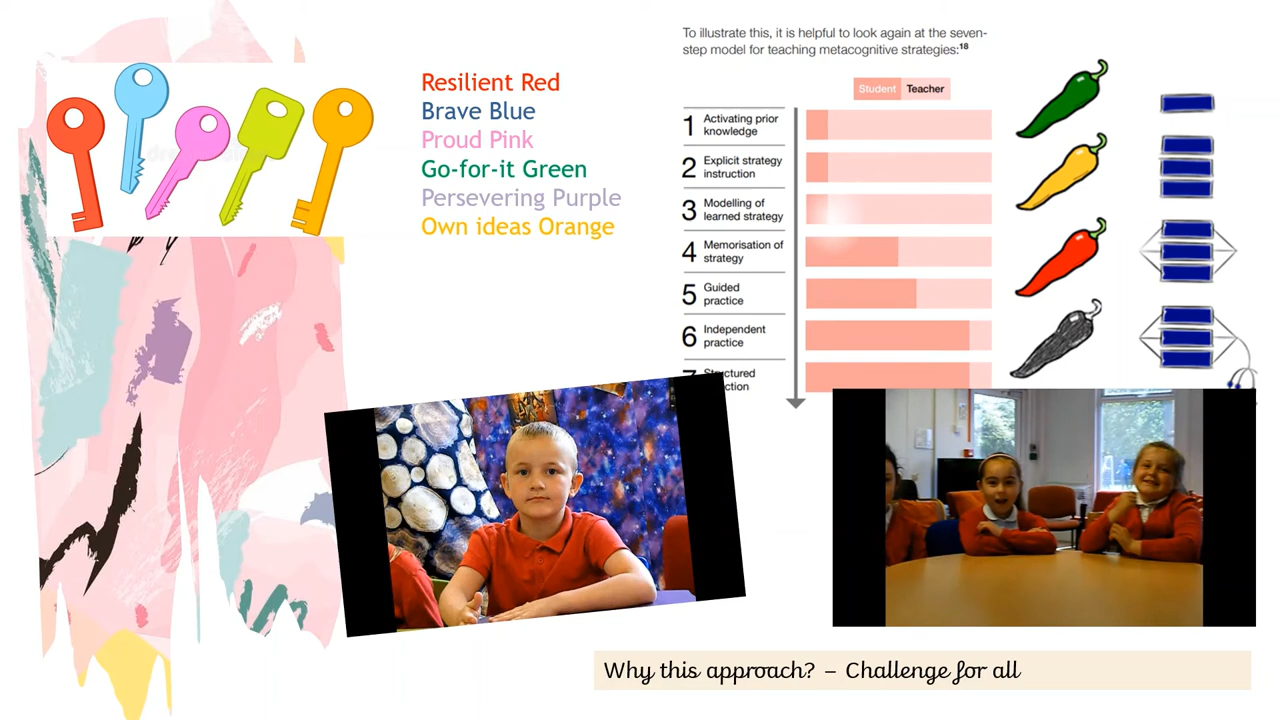 Resilient Red
Brave Blue
Proud Pink
Go-for-it Green
Persevering Purple
Own ideas Orange
To illustrate this, it is helpful to look again at the seven-
step model for teaching metacognitive strategies:18
Student Teacher
1 Activating prior
knowledge
2 Explicit strategy
instruction
3 Modelling of
learned strategy
4 Memorisation of
strategy
5 Guided
practice
6 Independent
practice
Why this approach? – Challenge for all